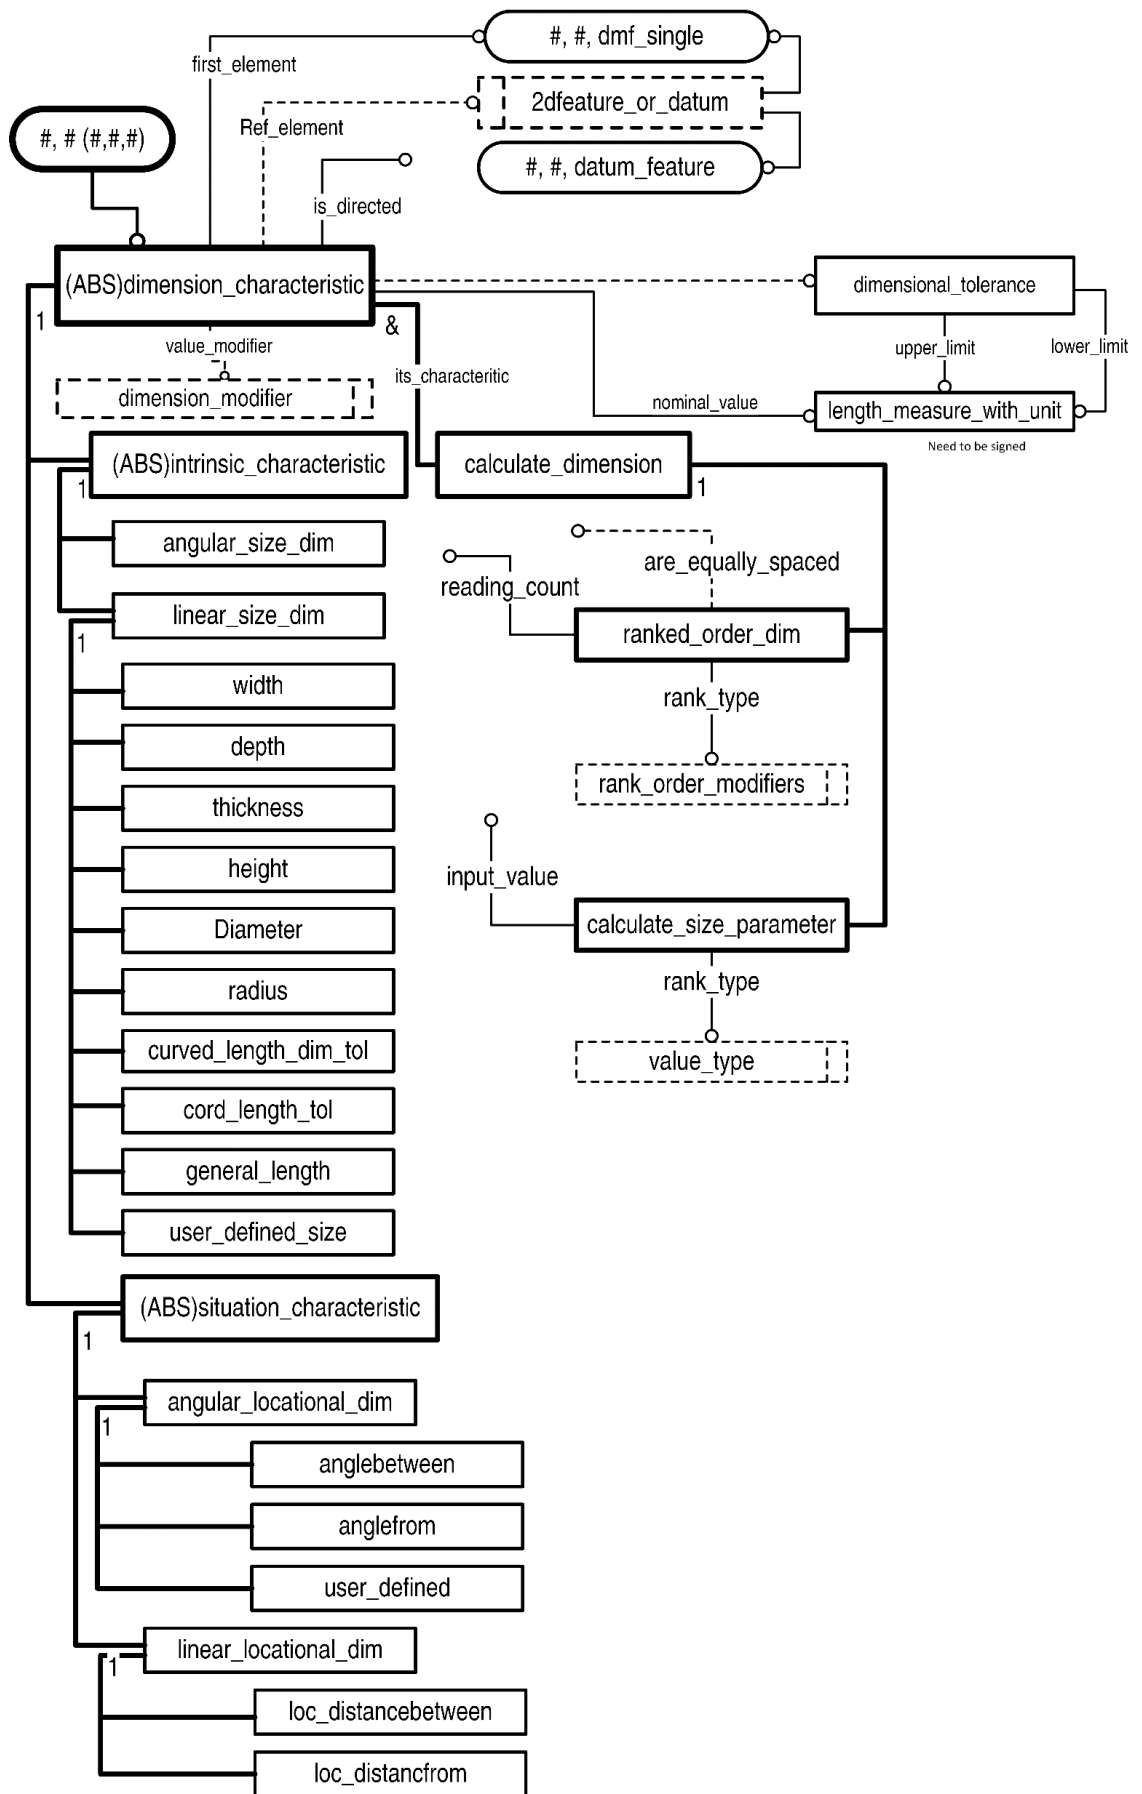 #, #, dmf_single
first_element
2dfeature_or_datum
Ref_element
#, # (#,#,#)
#, #, datum_feature
is_directed
(ABS)dimension_characteristic
dimensional_tolerance
1
&
value_modifier
upper_limit
lower_limit
its_characteritic
dimension_modifier
nominal_value
length_measure_with_unit
Need to be signed
(ABS)intrinsic_characteristic
calculate_dimension
1
1
angular_size_dim
are_equally_spaced
reading_count
linear_size_dim
ranked_order_dim
1
width
rank_type
depth
rank_order_modifiers
thickness
height
input_value
Diameter
calculate_size_parameter
radius
rank_type
curved_length_dim_tol
value_type
cord_length_tol
general_length
user_defined_size
(ABS)situation_characteristic
1
angular_locational_dim
1
anglebetween
anglefrom
user_defined
linear_locational_dim
1
loc_distancebetween
loc_distancfrom